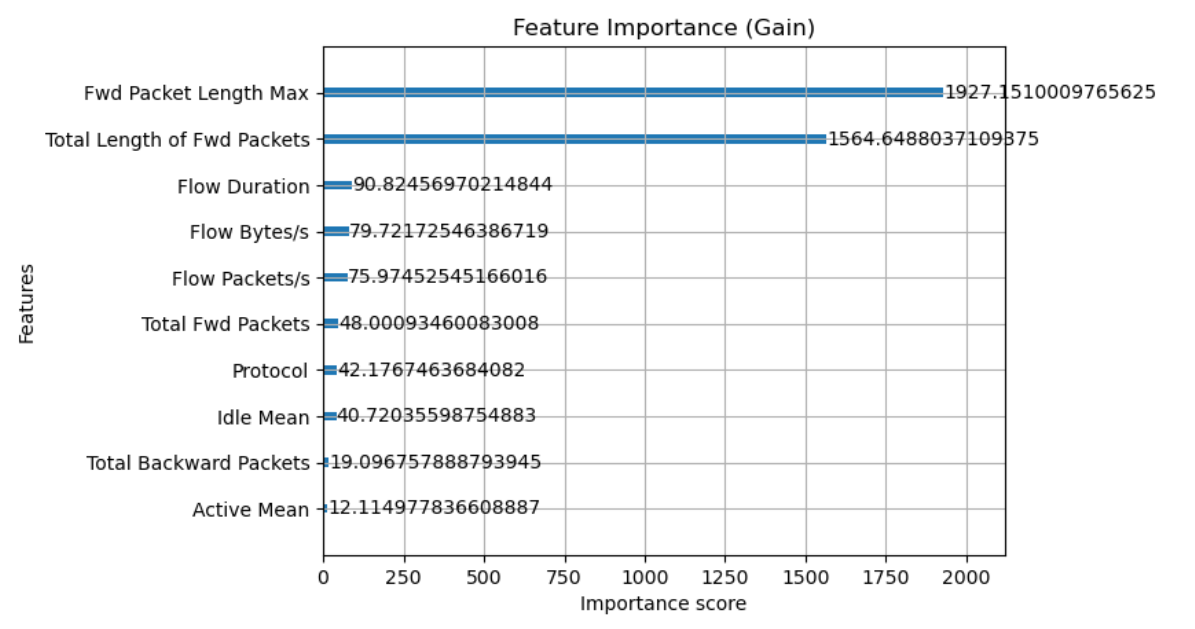 Feature Importance (Gain)
Fwd Packet Length Max 1927.1510009765625
Total Length of Fwd Packets 1564.6488037109375
Flow Duration 90.82456970214844
Flow Bytes/s 79.72172546386719
Flow Packets/s 75.97452545166016
Total Fwd Packets 48.00093460083008
Protocol 42.1767463684082
Idle Mean 40.72035598754883
Total Backward Packets 19.096757888793945
Active Mean 12.114977836608887
Features
0 250 500 750 1000 1250 1500 1750 2000
Importance score